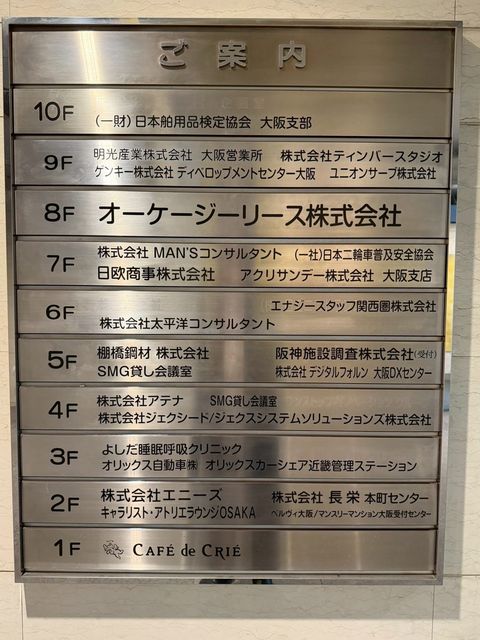 ご案内
10F
(一財)日本舶用品検定協会 大阪支部
9F
明光産業株式会社 大阪営業所 株式会社ティンバースタジオ
ゲンキー株式会社 ディベロップメントセンター大阪 ユニオンサーブ株式会社
8F
オーケージーリース株式会社
7F
株式会社 MAN'Sコンサルタント (一社)日本二輪車普及安全協会
日欧商事株式会社 アクリサンデー株式会社 大阪支店
6F
エナジースタッフ関西圏株式会社
株式会社太平洋コンサルタント
5F
棚橋鋼材 株式会社 阪神施設調査株式会社(受付)
SMG貸し会議室 株式会社 デジタルフォルン 大阪DXセンター
4F
株式会社アテナ SMG貸し会議室
株式会社ジェクシード/ジェクスシステムソリューションズ株式会社
3F
よしだ睡眠呼吸クリニック
オリックス自動車㈱ オリックスカーシェア近畿管理ステーション
2F
株式会社エニーズ 株式会社 長栄 本町センター
キャラリスト・アトリエラウンジOSAKA ベルヴィ大阪/マンスリーマンション大阪受付センター
1F
CAFÉ de CRIÉ